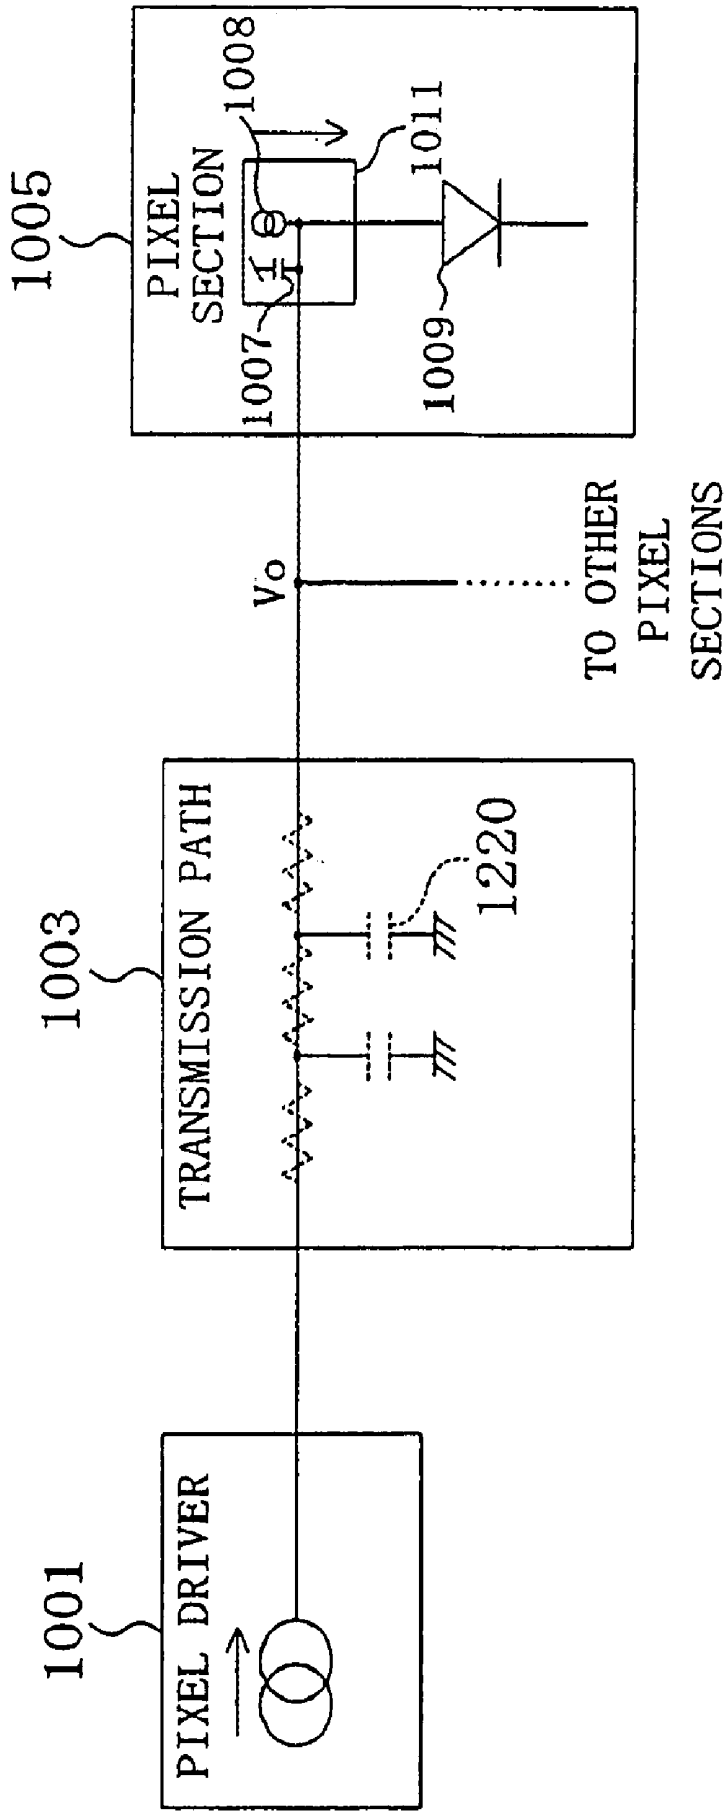 1001
PIXEL DRIVER
1003
TRANSMISSION PATH
1220
Vo
TO OTHER
PIXEL
SECTIONS
1005
PIXEL
SECTION
1007
1008
1009
1011